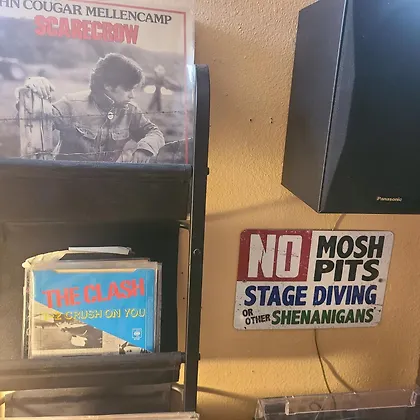 HN COUGAR MELLENCAMP
SCARECROW
Panasonic
NO MOSH
PITS
STAGE DIVING
OR OTHER SHENANIGANS
THE CLASH
CRUSH ON YOU